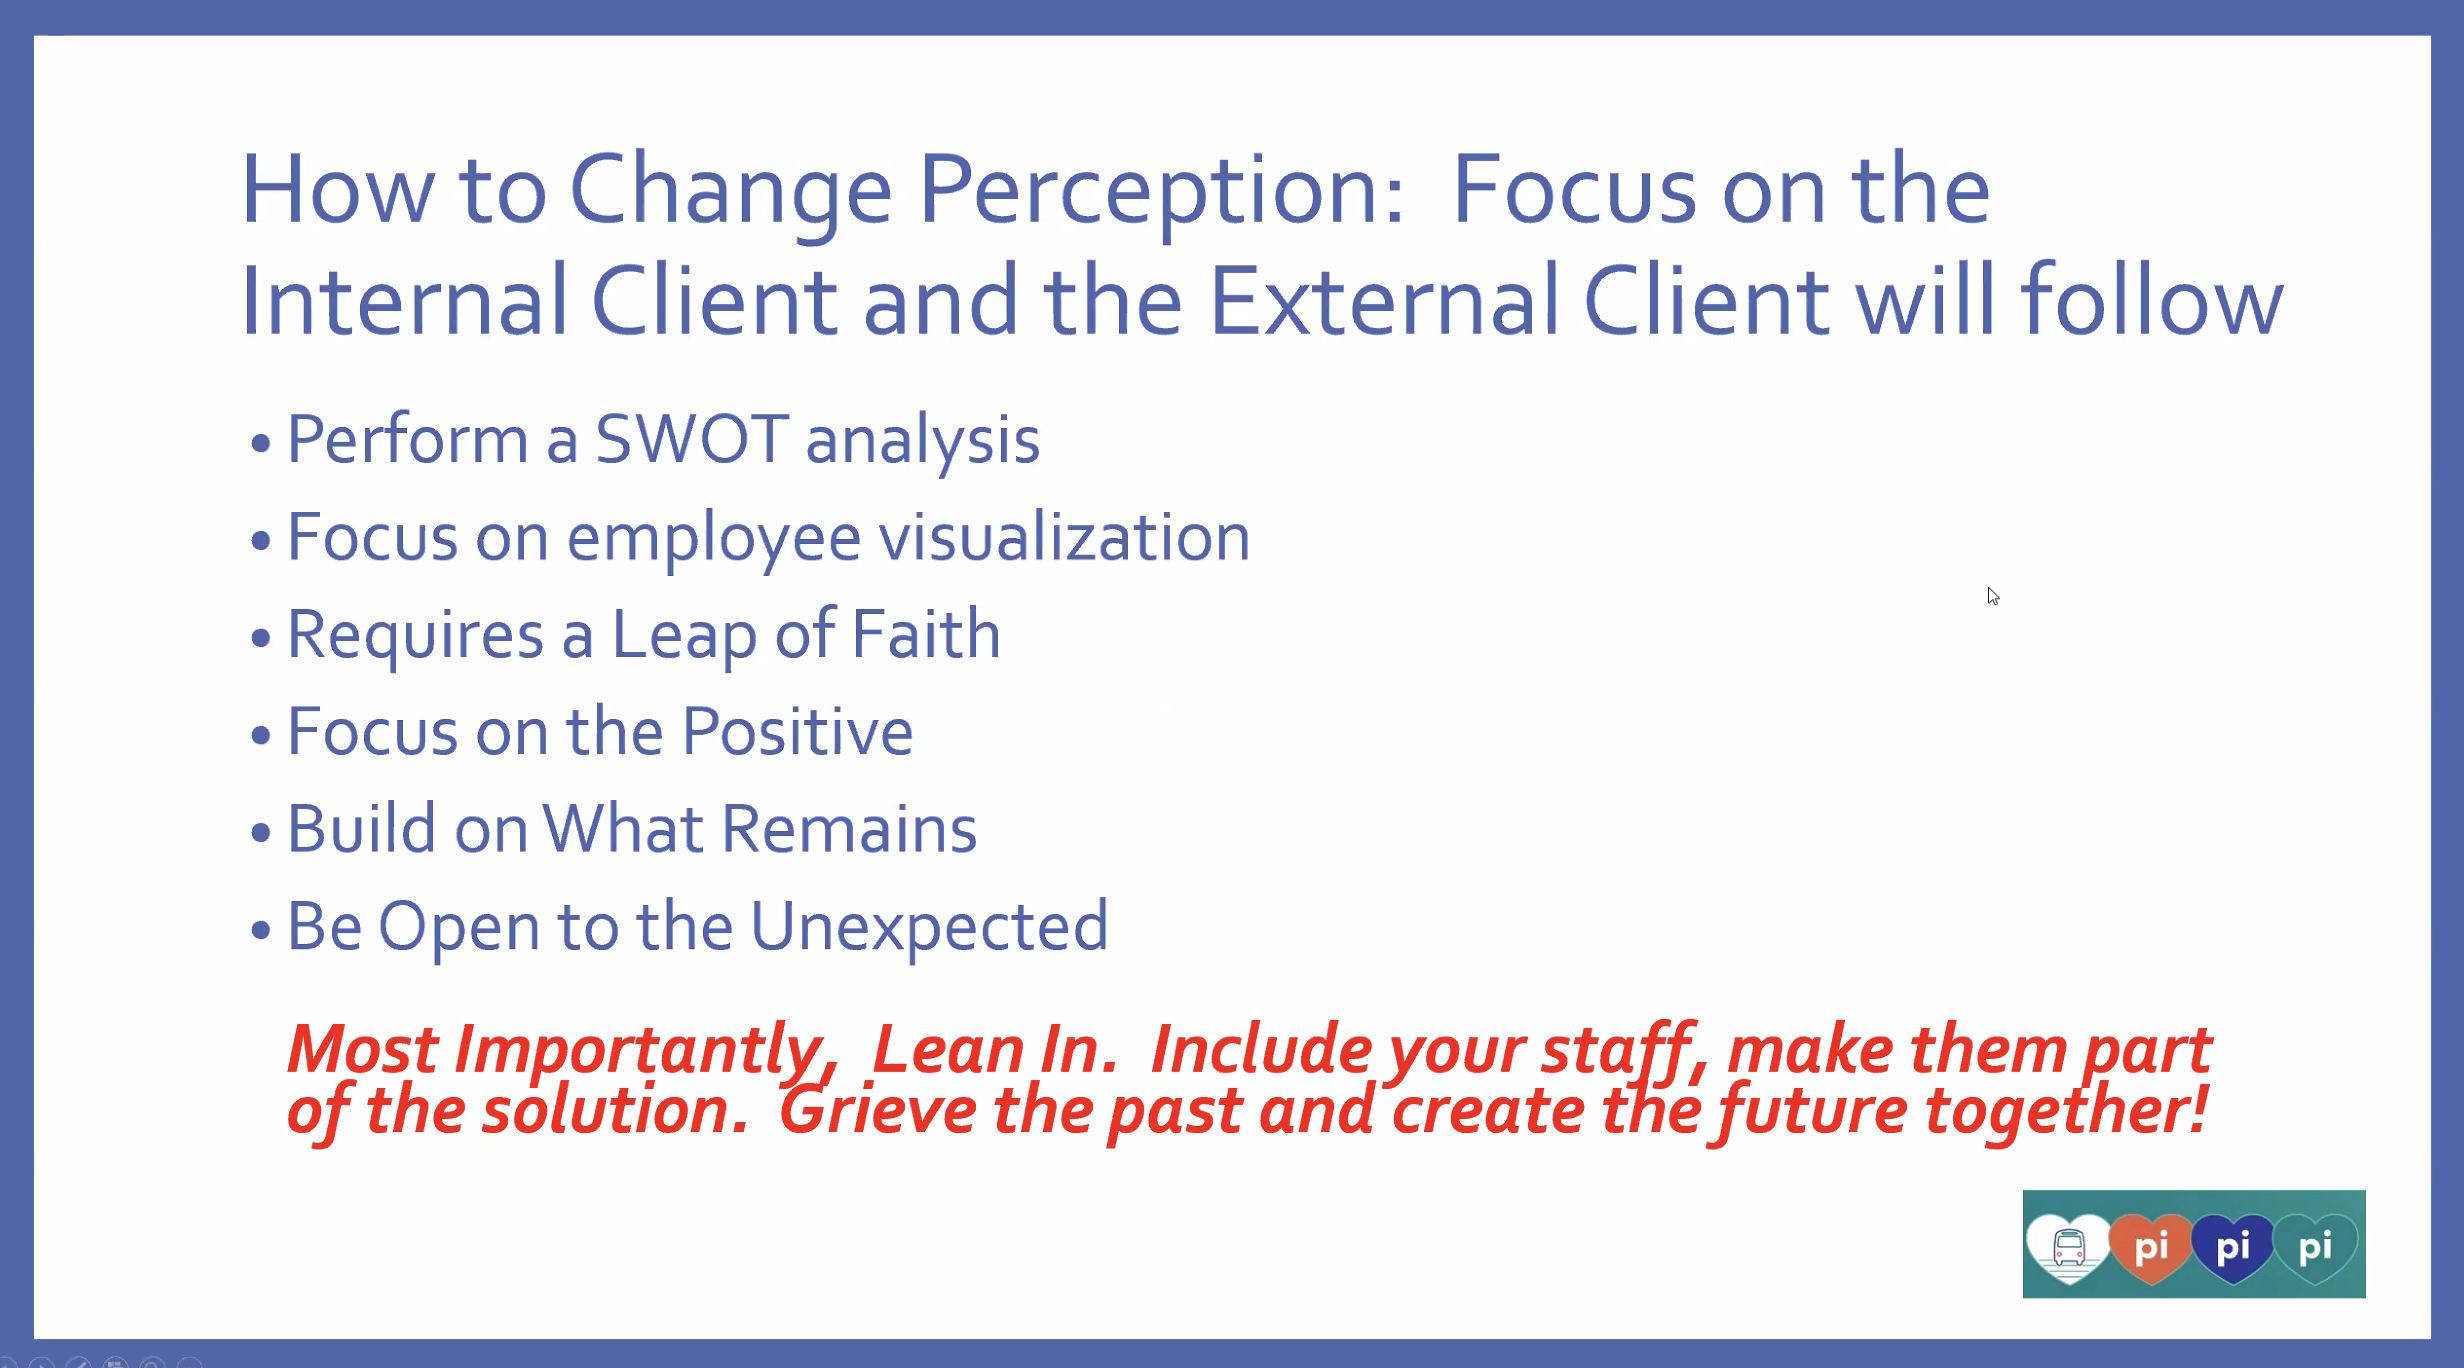 How to Change Perception:  Focus on the
Internal Client and the External Client will follow
• Perform a SWOT analysis
• Focus on employee visualization
• Requires a Leap of Faith
• Focus on the Positive
• Build on What Remains
• Be Open to the Unexpected
Most Importantly,  Lean In.  Include your staff, make them part
of the solution.  Grieve the past and create the future together!
pi pi pi